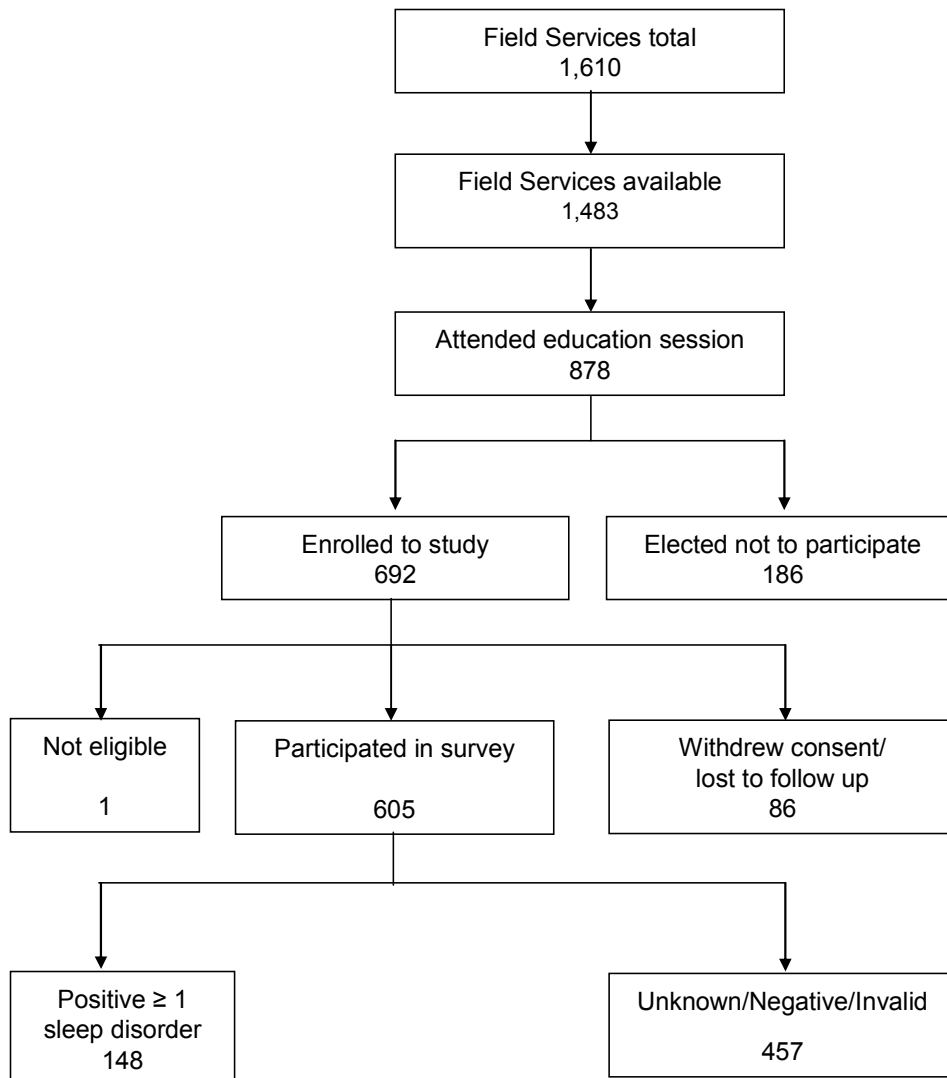 Field Services total
1,610
Field Services available
1,483
Attended education session
878
Enrolled to study
692
Elected not to participate
186
Not eligible
1
Participated in survey
605
Withdrew consent/
lost to follow up
86
Positive ≥ 1
sleep disorder
148
Unknown/Negative/Invalid
457